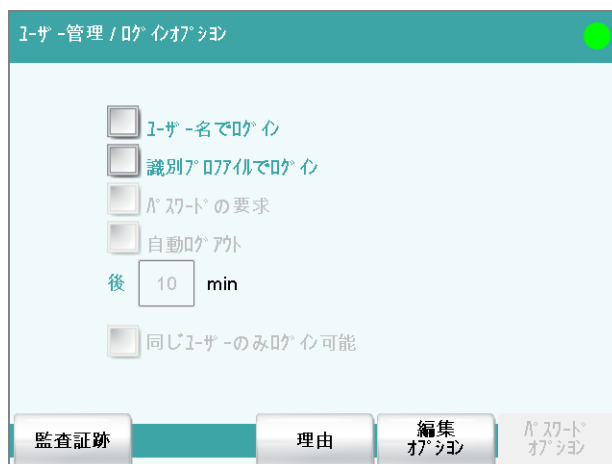 ﾕｰｻﾞｰ管理 / ﾛｸﾞｲﾝｵﾌﾟｼｮﾝ
ﾕｰｻﾞｰ名でﾛｸﾞｲﾝ
識別ﾌﾟﾛﾌｧｲﾙでﾛｸﾞｲﾝ
ﾊﾟｽﾜｰﾄﾞの要求
自動ﾛｸﾞｱｳﾄ
後 10 min
同じﾕｰｻﾞｰのみﾛｸﾞｲﾝ可能
監査証跡
理由
編集
ｵﾌﾟｼｮﾝ
ﾊﾟｽﾜｰﾄﾞ
ｵﾌﾟｼｮﾝ